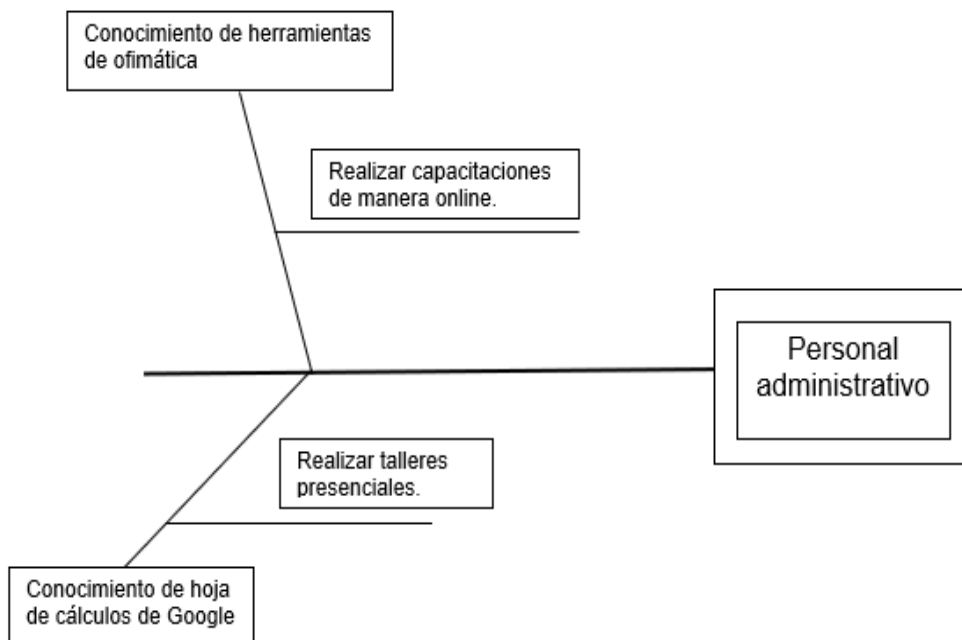 Conocimiento de herramientas
de ofimática
Realizar capacitaciones
de manera online.
Personal
administrativo
Realizar talleres
presenciales.
Conocimiento de hoja
de cálculos de Google